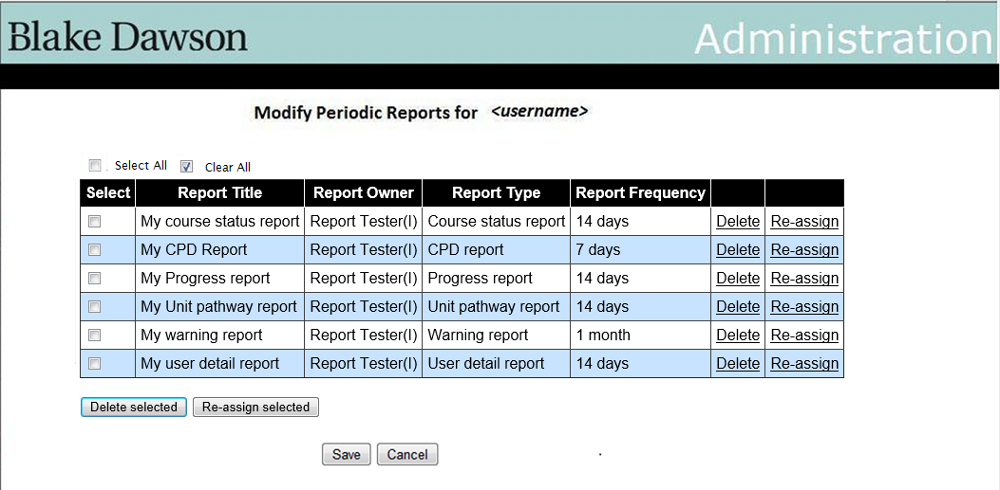 Blake Dawson Administration
Modify Periodic Reports for <username>
Select All Clear All
Select Report Title Report Owner Report Type Report Frequency
My course status report Report Tester(I) Course status report 14 days Delete Re-assign
My CPD Report Report Tester(I) CPD report 7 days Delete Re-assign
My Progress report Report Tester(I) Progress report 14 days Delete Re-assign
My Unit pathway report Report Tester(I) Unit pathway report 14 days Delete Re-assign
My warning report Report Tester(I) Warning report 1 month Delete Re-assign
My user detail report Report Tester(I) User detail report 14 days Delete Re-assign
Delete selected Re-assign selected
Save Cancel